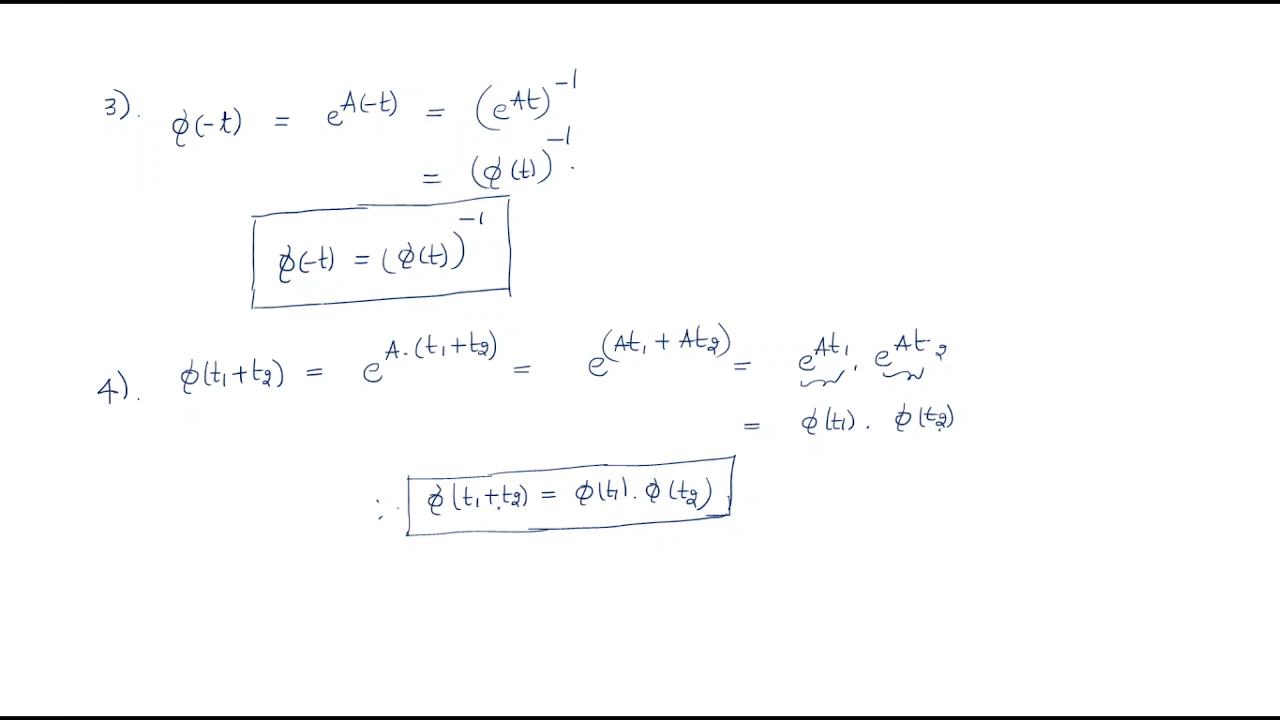 3). φ(-t) = e^A(-t) = (e^At)^-1
= (φ(t))^-1.
φ(-t) = (φ(t))^-1
4). φ(t₁+t₂) = e^A.(t₁+t₂) = e^(At₁ + At₂) = e^At₁ . e^At₂
= φ(t₁) . φ(t₂)
∴ φ(t₁+t₂) = φ(t₁) . φ(t₂)